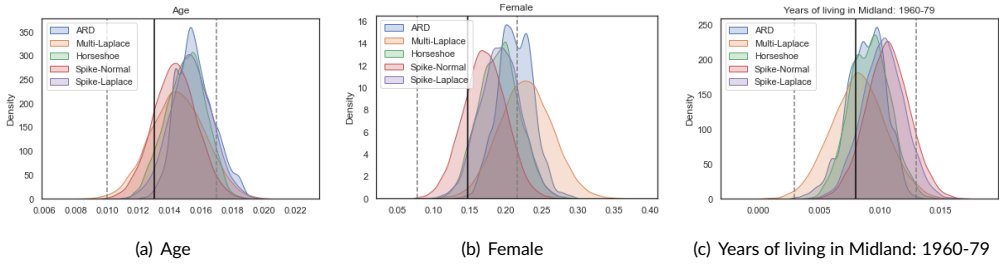 Age
350
300
250
200
150
100
50
0
Density
ARD
Multi-Laplace
Horseshoe
Spike-Normal
Spike-Laplace
0.006 0.008 0.010 0.012 0.014 0.016 0.018 0.020 0.022
(a) Age
Female
16
14
12
10
8
6
4
2
0
Density
ARD
Multi-Laplace
Horseshoe
Spike-Normal
Spike-Laplace
0.05 0.10 0.15 0.20 0.25 0.30 0.35 0.40
(b) Female
Years of living in Midland: 1960-79
250
200
150
100
50
0
Density
ARD
Multi-Laplace
Horseshoe
Spike-Normal
Spike-Laplace
0.000 0.005 0.010 0.015
(c) Years of living in Midland: 1960-79